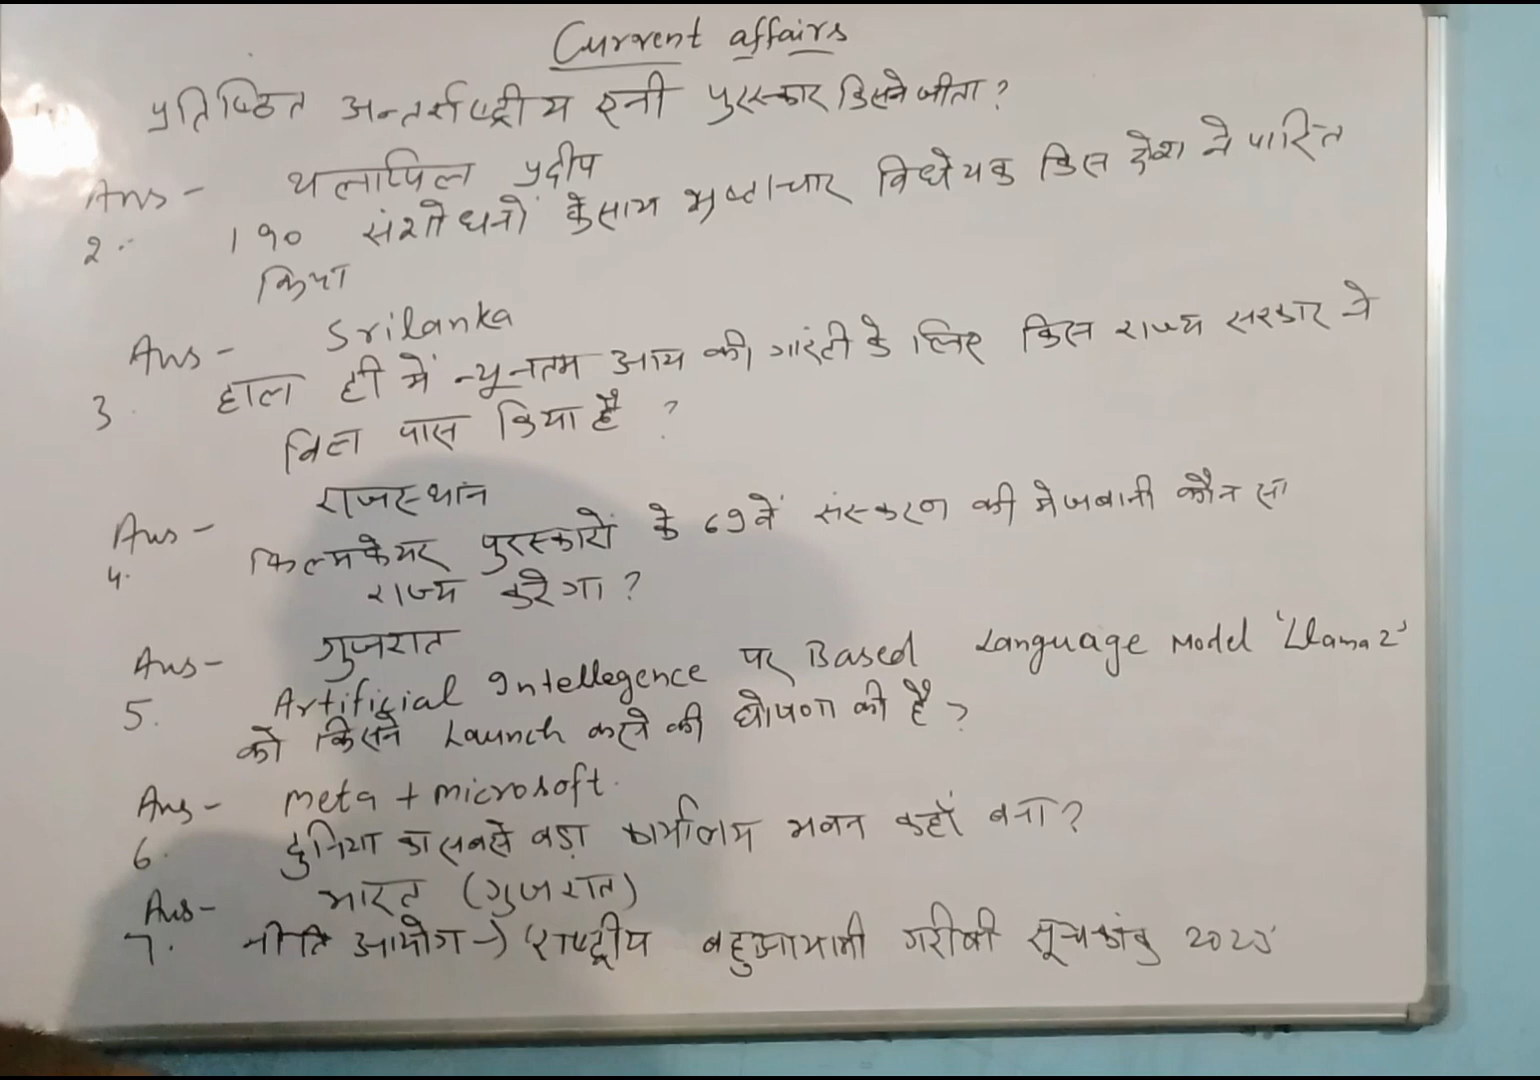 Current affairs
प्रतिष्ठित अन्तर्राष्ट्रीय इनी पुरस्कार किसने जीता?
Ans - थलाप्पिल प्रदीप
2. 190 संशोधनों के साथ भ्रष्टाचार विधेयक किस देश ने पारित
किया
Ans - Srilanka
3. हाल ही में न्यूनतम आय की गारंटी के लिए किस राज्य सरकार ने
बिल पास किया है ?
Ans - राजस्थान
4. फिल्मफेयर पुरस्कारों के 69वें संस्करण की मेजबानी कौन सा
राज्य करेगा ?
Ans - गुजरात
5. Artificial Intellegence पर Based Language Model 'Llama 2'
को किसने Launch करने की घोषणा की है ?
Ans - Meta + microsoft.
6. दुनिया का सबसे बड़ा कार्यालय भवन कहाँ बना ?
Ans - भारत (गुजरात)
7. नीति आयोग → राष्ट्रीय बहुआयामी गरीबी सूचकांक